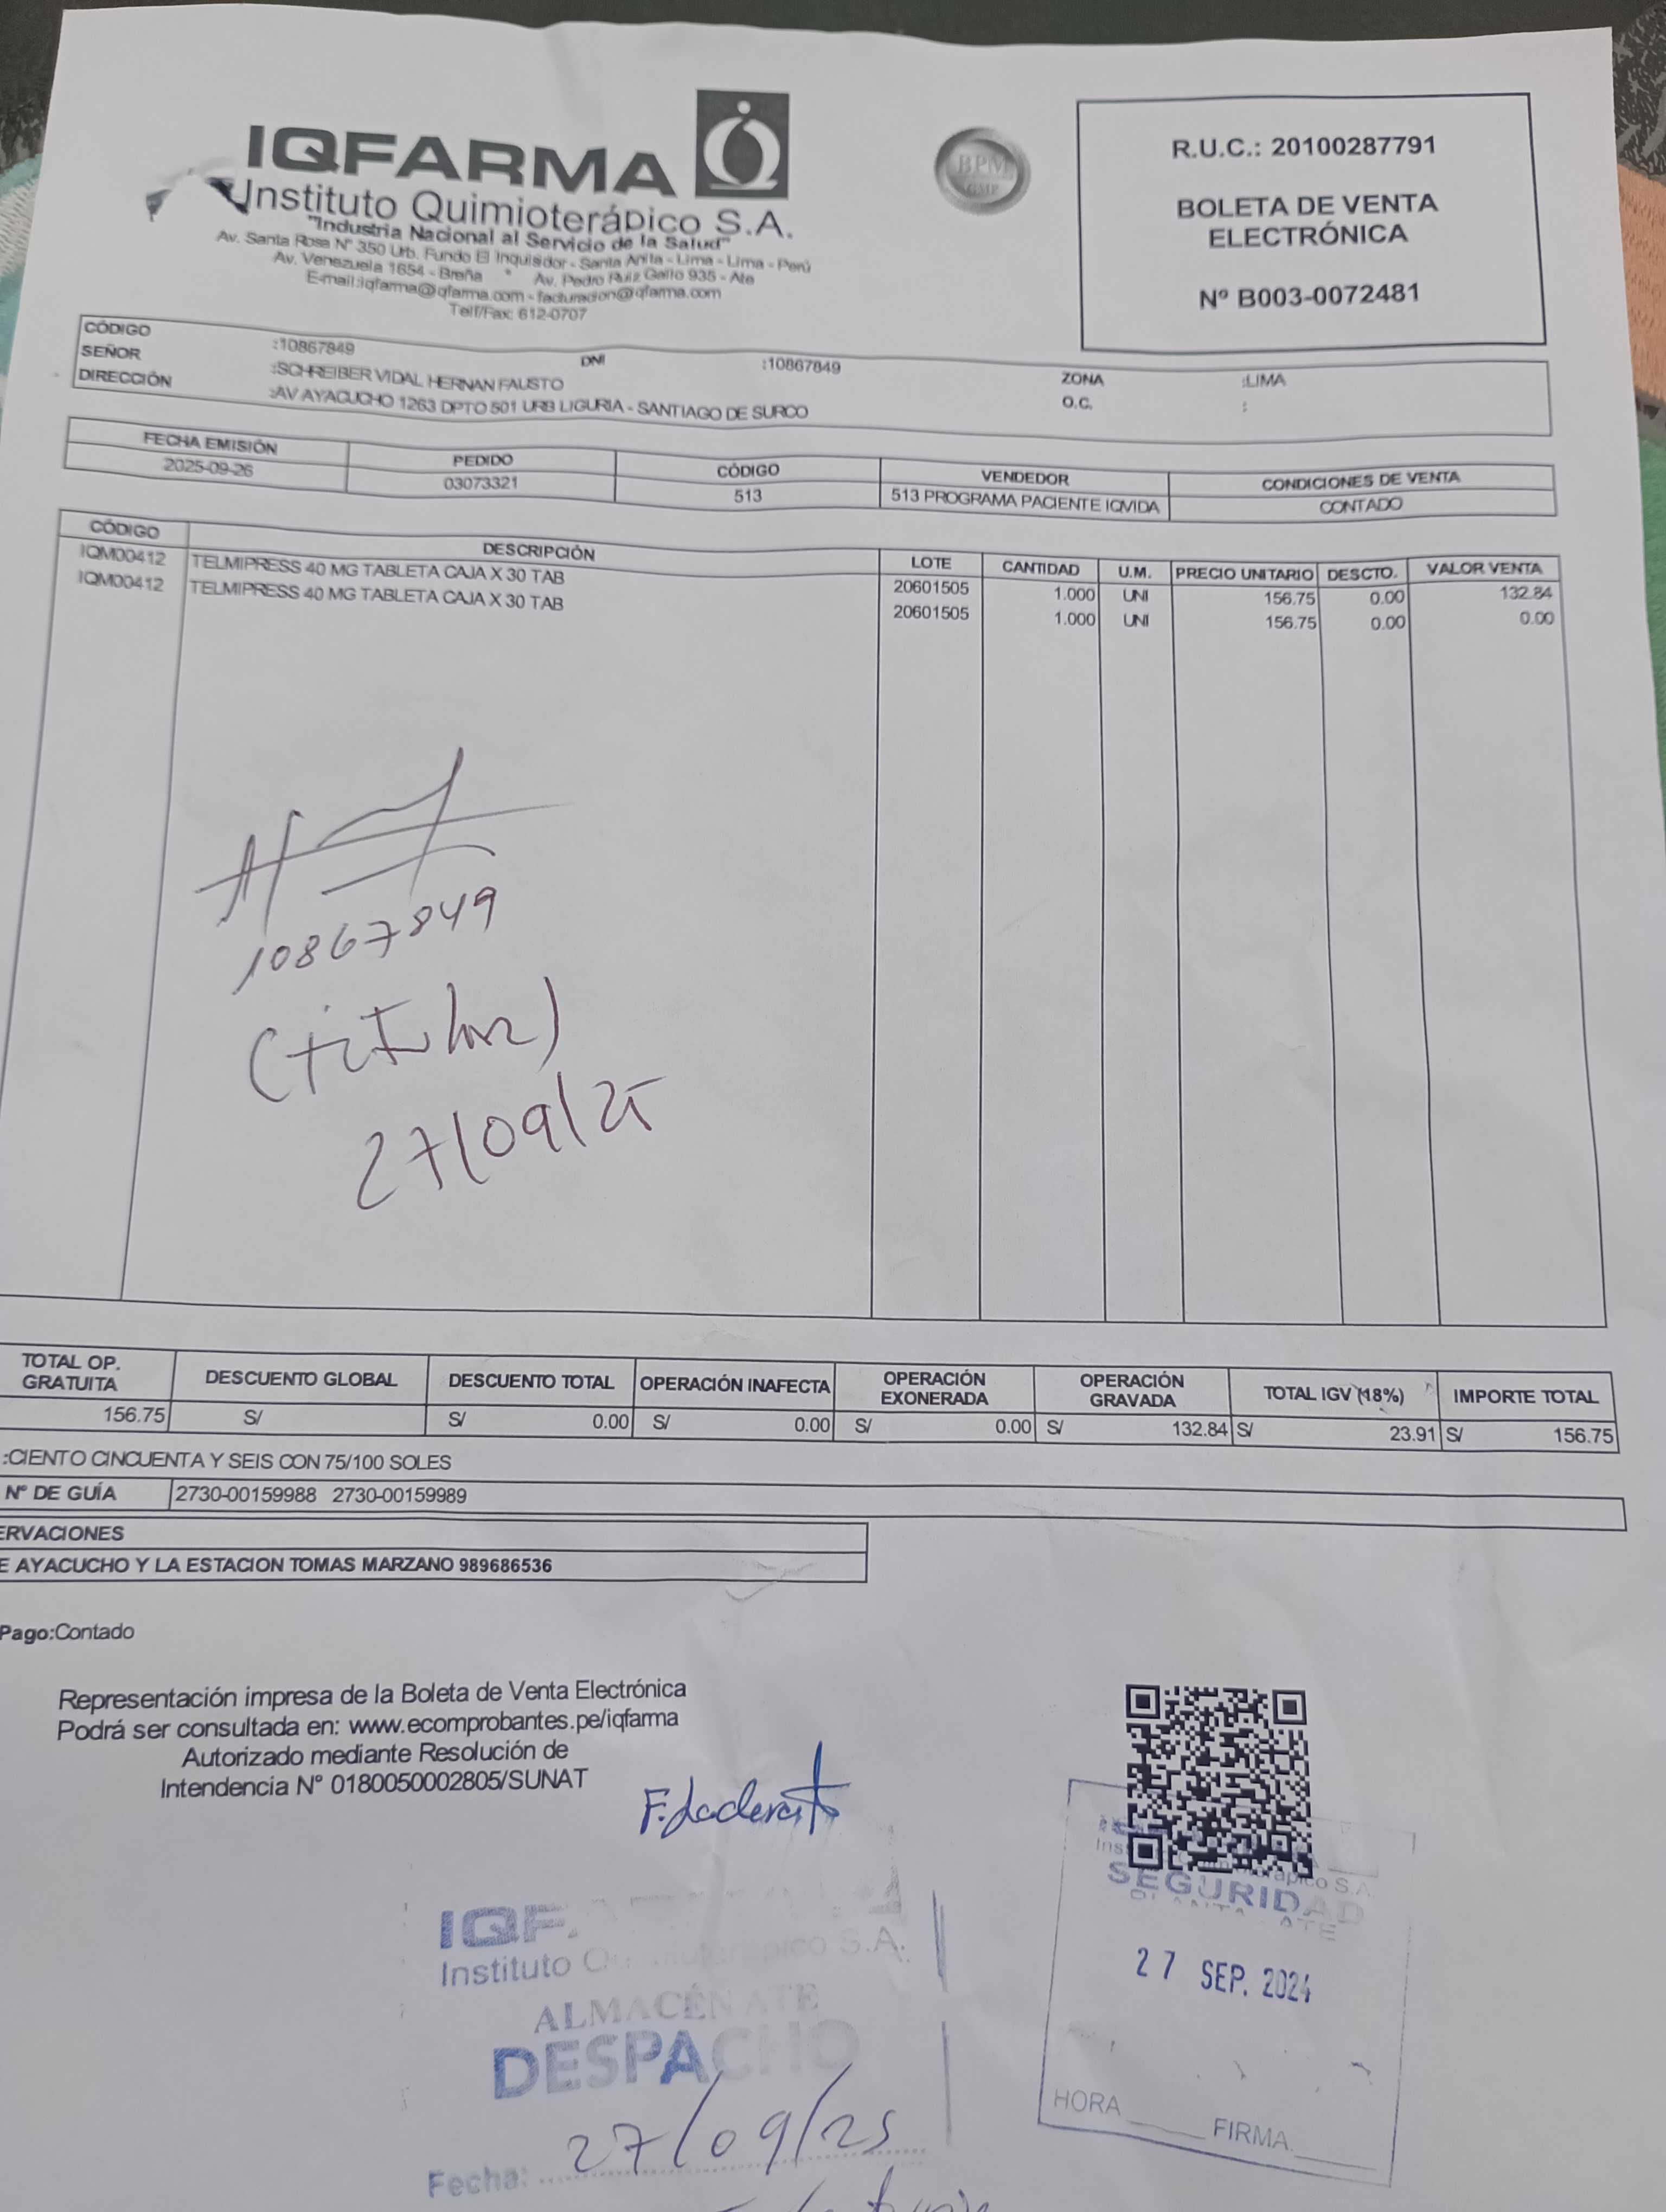 IQFARMA
Instituto Quimioterápico S.A.
"Industria Nacional al Servicio de la Salud"
Av. Santa Rosa N° 350 Urb. Fundo El Inquisidor - Santa Anita - Lima - Lima - Perú
Av. Venezuela 1654 - Breña * Av. Pedro Ruiz Gallo 935 - Ate
E-mail:iqfarma@iqfarma.com - facturacion@iqfarma.com
Telf/Fax: 612-0707
BPM
GMP
R.U.C.: 20100287791
BOLETA DE VENTA
ELECTRÓNICA
Nº B003-0072481
CÓDIGO :10867849 DNI :10867849 ZONA :LIMA
SEÑOR :SCHREIBER VIDAL HERNAN FAUSTO O.C. :
DIRECCIÓN :AV AYACUCHO 1263 DPTO 501 URB LIGURIA - SANTIAGO DE SURCO
FECHA EMISIÓN PEDIDO CÓDIGO VENDEDOR CONDICIONES DE VENTA
2025-09-26 03073321 513 513 PROGRAMA PACIENTE IQVIDA CONTADO
CÓDIGO DESCRIPCIÓN LOTE CANTIDAD U.M. PRECIO UNITARIO DESCTO. VALOR VENTA
IQM00412 TELMIPRESS 40 MG TABLETA CAJA X 30 TAB 20601505 1.000 UNI 156.75 0.00 132.84
IQM00412 TELMIPRESS 40 MG TABLETA CAJA X 30 TAB 20601505 1.000 UNI 156.75 0.00 0.00
10867849
(titular)
27/09/25
TOTAL OP. GRATUITA DESCUENTO GLOBAL DESCUENTO TOTAL OPERACIÓN INAFECTA OPERACIÓN EXONERADA OPERACIÓN GRAVADA TOTAL IGV (18%) IMPORTE TOTAL
156.75 S/ S/ 0.00 S/ 0.00 S/ 0.00 S/ 132.84 S/ 23.91 S/ 156.75
:CIENTO CINCUENTA Y SEIS CON 75/100 SOLES
Nº DE GUÍA 2730-00159988 2730-00159989
ERVACIONES
E AYACUCHO Y LA ESTACION TOMAS MARZANO 989686536
Pago:Contado
Representación impresa de la Boleta de Venta Electrónica
Podrá ser consultada en: www.ecomprobantes.pe/iqfarma
Autorizado mediante Resolución de
Intendencia N° 0180050002805/SUNAT
IQF
Instituto S.A.
ALMACÉN ATE
DESPACHO
Fecha: 27/09/25
S.A.
SEGURIDAD
ATE
27 SEP. 2024
HORA FIRMA